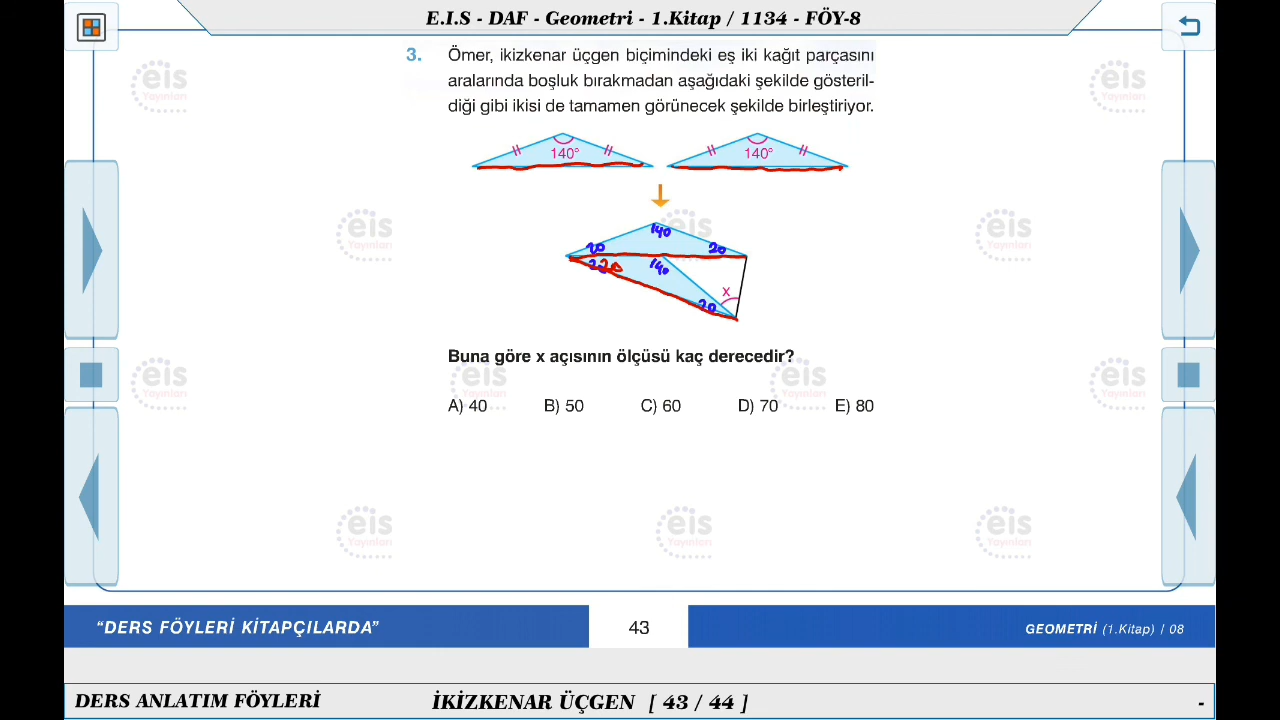 E.I.S - DAF - Geometri - 1.Kitap / 1134 - FÖY-8
3. Ömer, ikizkenar üçgen biçimindeki eş iki kağıt parçasını
aralarında boşluk bırakmadan aşağıdaki şekilde gösteril-
diği gibi ikisi de tamamen görünecek şekilde birleştiriyor.
140° 140°
140
20 20
20 140
x
20
Buna göre x açısının ölçüsü kaç derecedir?
A) 40 B) 50 C) 60 D) 70 E) 80
eis Yayınları
"DERS FÖYLERİ KİTAPÇILARDA"
43
GEOMETRİ (1.Kitap) / 08
DERS ANLATIM FÖYLERİ
İKİZKENAR ÜÇGEN [ 43 / 44 ]
-